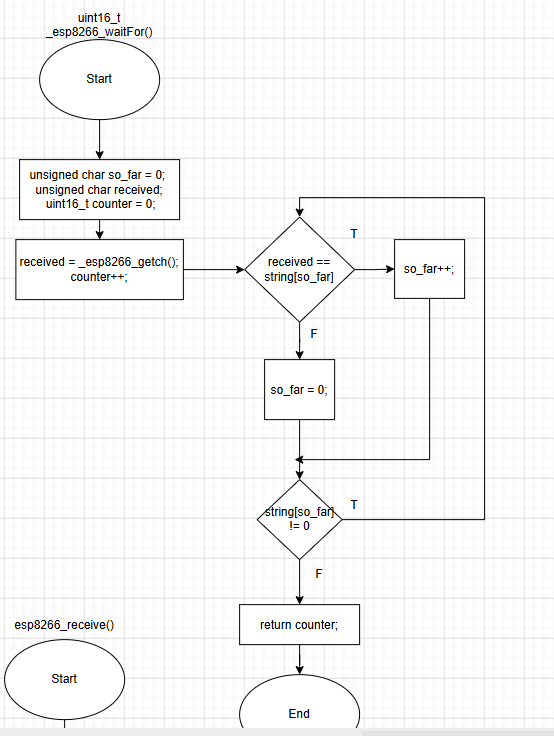 uint16_t
_esp8266_waitFor()
Start
unsigned char so_far = 0;
unsigned char received;
uint16_t counter = 0;
received = _esp8266_getch();
counter++;
received ==
string[so_far]
T
so_far++;
F
so_far = 0;
string[so_far]
!= 0
T
F
return counter;
End
esp8266_receive()
Start